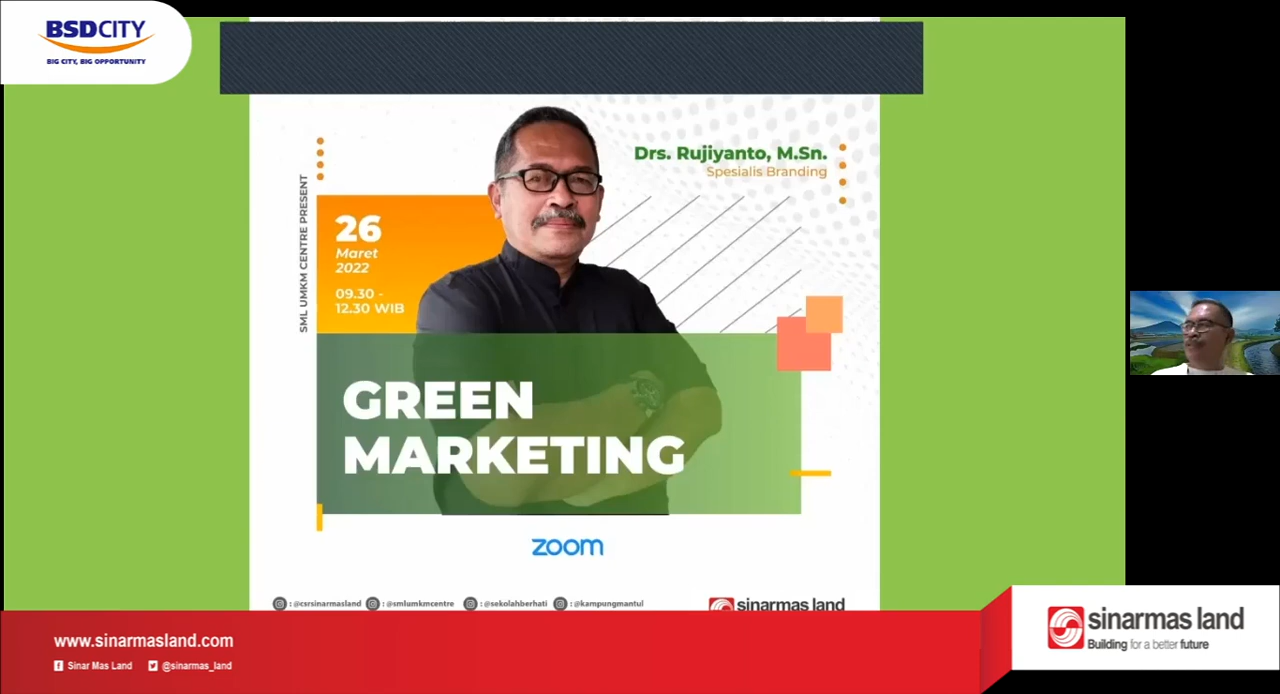 BSDCITY
BIG CITY, BIG OPPORTUNITY
Drs. Rujiyanto, M.Sn.
Spesialis Branding
SML UMKM CENTRE PRESENT
26
Maret
2022
09.30 -
12.30 WIB
GREEN
MARKETING
zoom
: @csrsinarmasland : @smlumkmcentre : @sekolahberhati : @kampungmantul
sinarmas land
www.sinarmasland.com
Sinar Mas Land @sinarmas_land
sinarmas land
Building for a better future